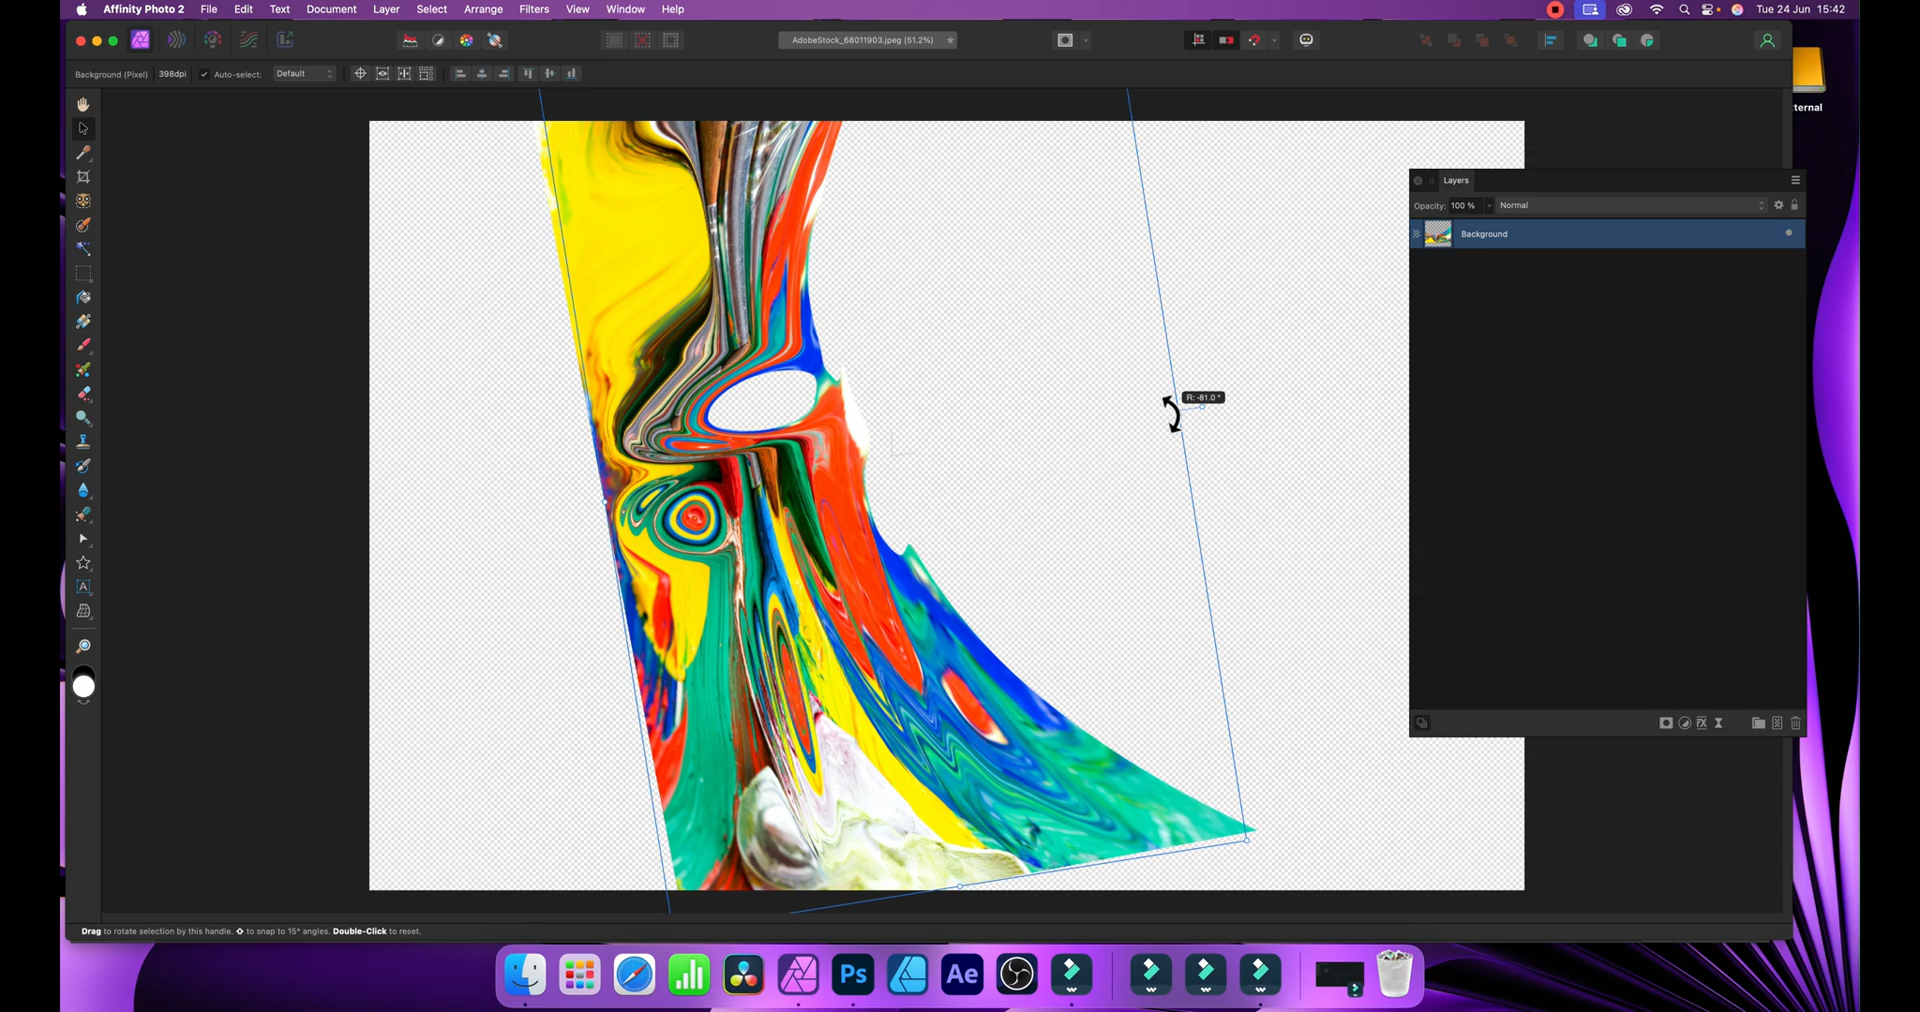 Affinity Photo 2 File Edit Text Document Layer Select Arrange Filters View Window Help Tue 24 Jun 15:42
AdobeStock_68011903.jpeg (51.2%)
Background (Pixel) 398dpi Auto-select: Default
ternal
Layers
Opacity: 100 % Normal
Background
R: -81.0 °
A
Drag to rotate selection by this handle. to snap to 15° angles. Double-Click to reset.
Ps Ae